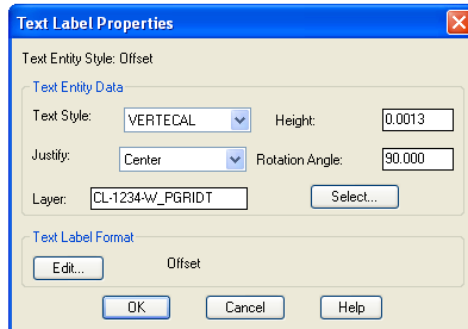 Text Label Properties
Text Entity Style: Offset
Text Entity Data
Text Style: VERTECAL Height: 0.0013
Justify: Center Rotation Angle: 90.000
Layer: CL-1234-W_PGRIDT Select...
Text Label Format
Edit... Offset
OK Cancel Help